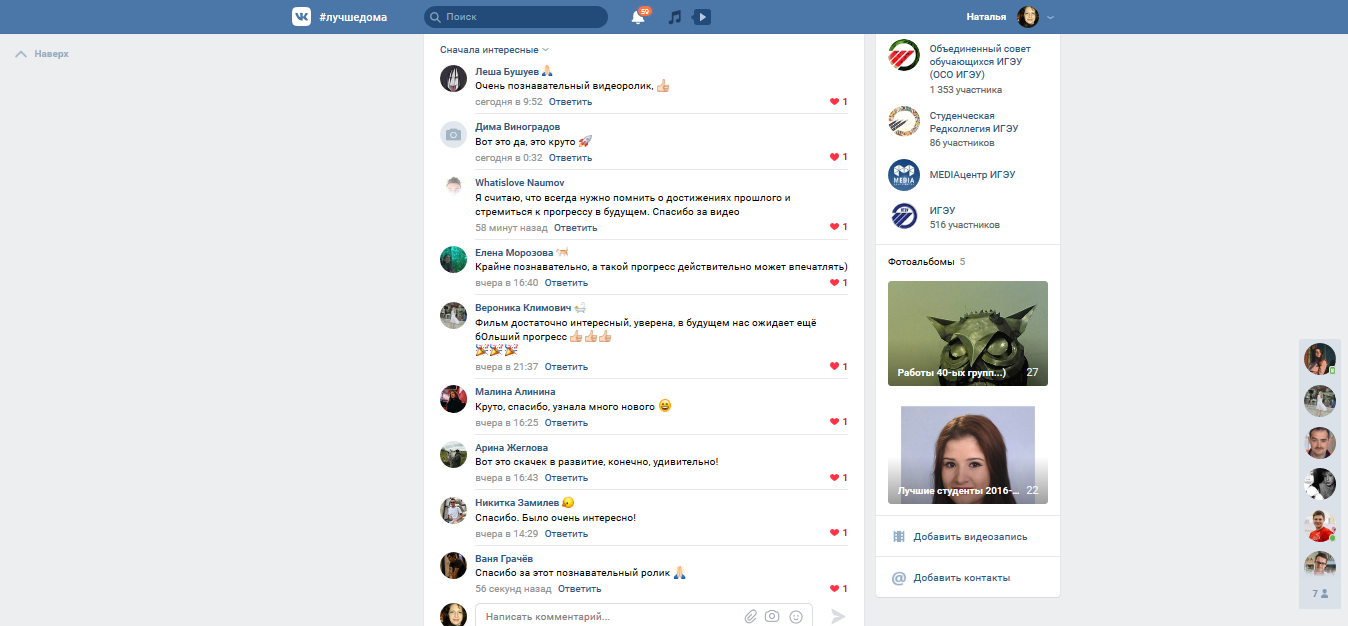 #лучшедома
Поиск
59
Наталья
Наверх
Сначала интересные
Леша Бушуев 🙏🏻
Очень познавательный видеоролик, 👍🏻
сегодня в 9:52 Ответить
1
Дима Виноградов
Вот это да, это круто 🚀
сегодня в 0:32 Ответить
1
Whatislove Naumov
Я считаю, что всегда нужно помнить о достижениях прошлого и
стремиться к прогрессу в будущем. Спасибо за видео
58 минут назад Ответить
1
Елена Морозова
Крайне познавательно, а такой прогресс действительно может впечатлять)
вчера в 16:40 Ответить
1
Вероника Климович
Фильм достаточно интересный, уверена, в будущем нас ожидает ещё
бОльший прогресс 👍🏻👍🏻👍🏻
🎉🎉🎉
вчера в 21:37 Ответить
1
Малина Алинина
Круто, спасибо, узнала много нового 😄
вчера в 16:25 Ответить
1
Арина Жеглова
Вот это скачек в развитие, конечно, удивительно!
вчера в 16:43 Ответить
1
Никитка Замилев
Спасибо. Было очень интересно!
вчера в 14:29 Ответить
1
Ваня Грачёв
Спасибо за этот познавательный ролик 🙏🏻
56 секунд назад Ответить
1
Написать комментарий...
Объединенный совет
обучающихся ИГЭУ
(ОСО ИГЭУ)
1 353 участника
Студенческая
Редколлегия ИГЭУ
86 участников
MEDIA
MEDIAцентр ИГЭУ
ИГЭУ
516 участников
Фотоальбомы 5
Работы 40-ых групп...) 27
Лучшие студенты 2016-... 22
Добавить видеозапись
Добавить контакты
7